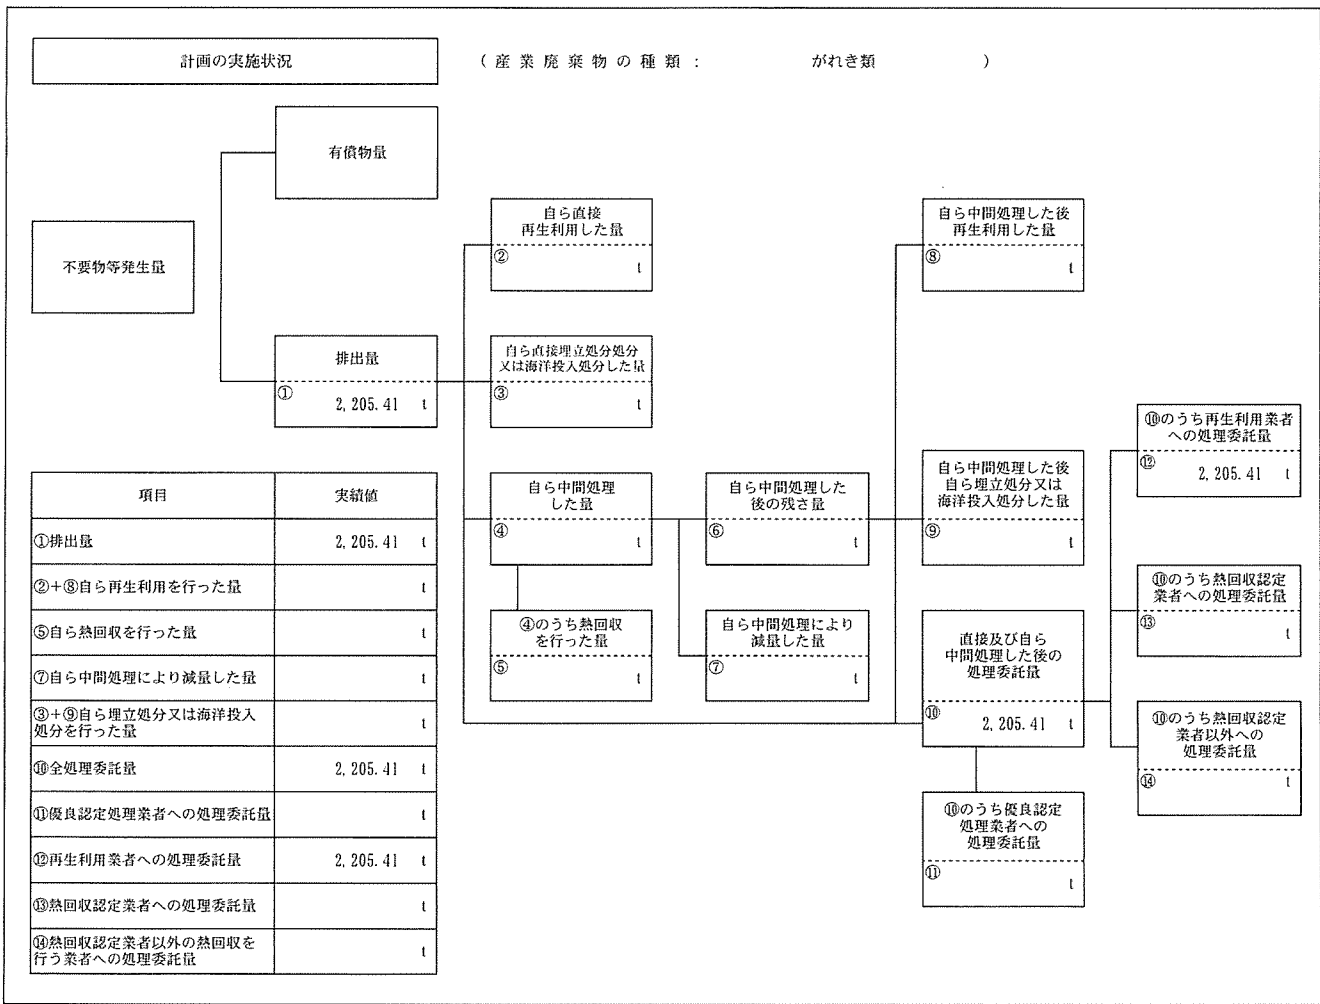 計画の実施状況
（産業廃棄物の種類： がれき類 ）
有償物量
不要物等発生量
排出量
① 2,205.41 t
自ら直接
再生利用した量
② t
自ら直接埋立処分処分
又は海洋投入処分した量
③ t
自ら中間処理
した量
④ t
④のうち熱回収
を行った量
⑤ t
自ら中間処理した
後の残さ量
⑥ t
自ら中間処理により
減量した量
⑦ t
自ら中間処理した後
再生利用した量
⑧ t
自ら中間処理した後
自ら埋立処分又は
海洋投入処分した量
⑨ t
直接及び自ら
中間処理した後の
処理委託量
⑩ 2,205.41 t
⑩のうち優良認定
処理業者への
処理委託量
⑪ t
⑩のうち再生利用業者
への処理委託量
⑫ 2,205.41 t
⑩のうち熱回収認定
業者への処理委託量
⑬ t
⑩のうち熱回収認定
業者以外への
処理委託量
⑭ t
項目 実績値
①排出量 2,205.41 t
②+⑧自ら再生利用を行った量 t
⑤自ら熱回収を行った量 t
⑦自ら中間処理により減量した量 t
③+⑨自ら埋立処分又は海洋投入
処分を行った量 t
⑩全処理委託量 2,205.41 t
⑪優良認定処理業者への処理委託量 t
⑫再生利用業者への処理委託量 2,205.41 t
⑬熱回収認定業者への処理委託量 t
⑭熱回収認定業者以外の熱回収を
行う業者への処理委託量 t